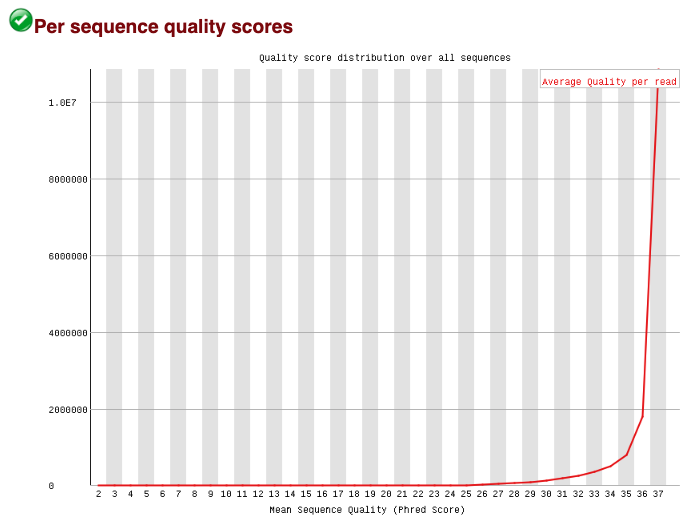 Per sequence quality scores
Quality score distribution over all sequences
Average Quality per read
1.0E7
8000000
6000000
4000000
2000000
0
2 3 4 5 6 7 8 9 10 11 12 13 14 15 16 17 18 19 20 21 22 23 24 25 26 27 28 29 30 31 32 33 34 35 36 37
Mean Sequence Quality (Phred Score)